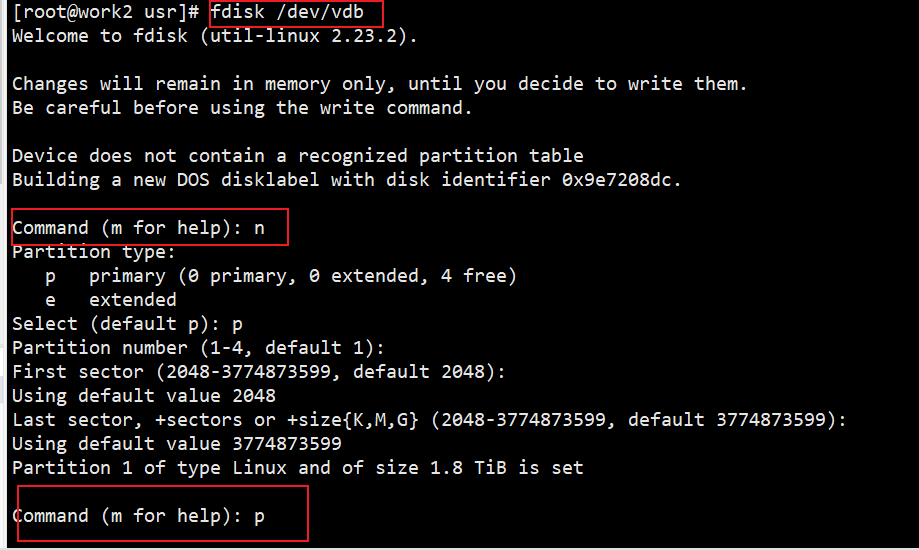 [root@work2 usr]# fdisk /dev/vdb
Welcome to fdisk (util-linux 2.23.2).
Changes will remain in memory only, until you decide to write them.
Be careful before using the write command.
Device does not contain a recognized partition table
Building a new DOS disklabel with disk identifier 0x9e7208dc.
Command (m for help): n
Partition type:
   p   primary (0 primary, 0 extended, 4 free)
   e   extended
Select (default p): p
Partition number (1-4, default 1):
First sector (2048-3774873599, default 2048):
Using default value 2048
Last sector, +sectors or +size{K,M,G} (2048-3774873599, default 3774873599):
Using default value 3774873599
Partition 1 of type Linux and of size 1.8 TiB is set
Command (m for help): p